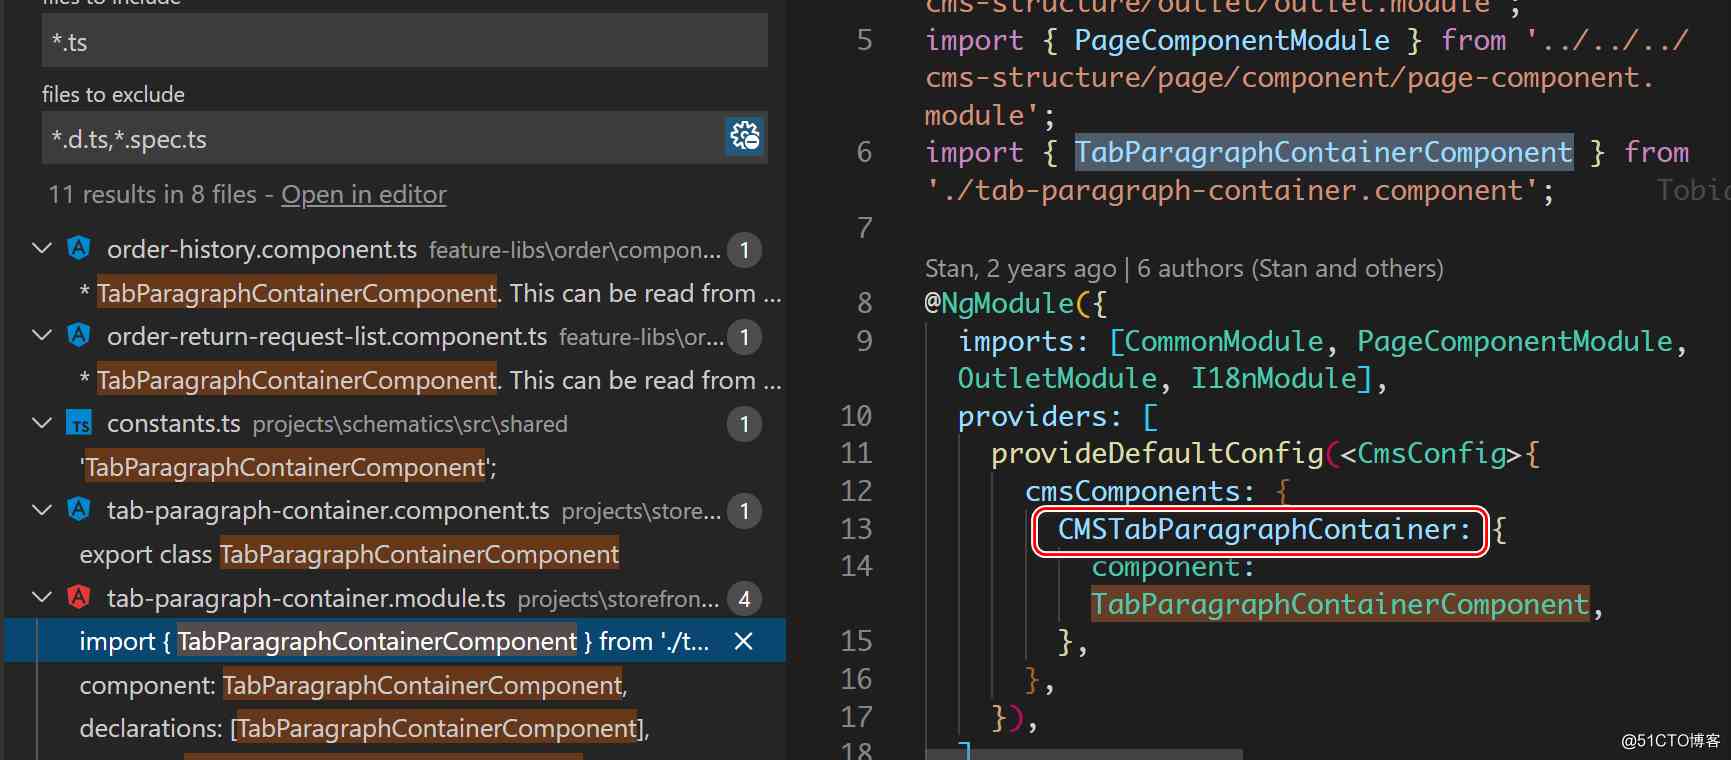 files to include
*.ts
files to exclude
*.d.ts,*.spec.ts
11 results in 8 files - Open in editor
order-history.component.ts feature-libs\order\compon... 1
* TabParagraphContainerComponent. This can be read from ...
order-return-request-list.component.ts feature-libs\or... 1
* TabParagraphContainerComponent. This can be read from ...
TS constants.ts projects\schematics\src\shared 1
'TabParagraphContainerComponent';
tab-paragraph-container.component.ts projects\store... 1
export class TabParagraphContainerComponent
tab-paragraph-container.module.ts projects\storefron... 4
import { TabParagraphContainerComponent } from './t...
component: TabParagraphContainerComponent,
declarations: [TabParagraphContainerComponent],
cms-structure/outlet/outlet.module';
5 import { PageComponentModule } from '../../../
cms-structure/page/component/page-component.
module';
6 import { TabParagraphContainerComponent } from
'./tab-paragraph-container.component'; Tobia
7
Stan, 2 years ago | 6 authors (Stan and others)
8 @NgModule({
9 imports: [CommonModule, PageComponentModule,
OutletModule, I18nModule],
10 providers: [
11 provideDefaultConfig(<CmsConfig>{
12 cmsComponents: {
13 CMSTabParagraphContainer: {
14 component:
TabParagraphContainerComponent,
15 },
16 },
17 }),
18 ]
@51CTO博客